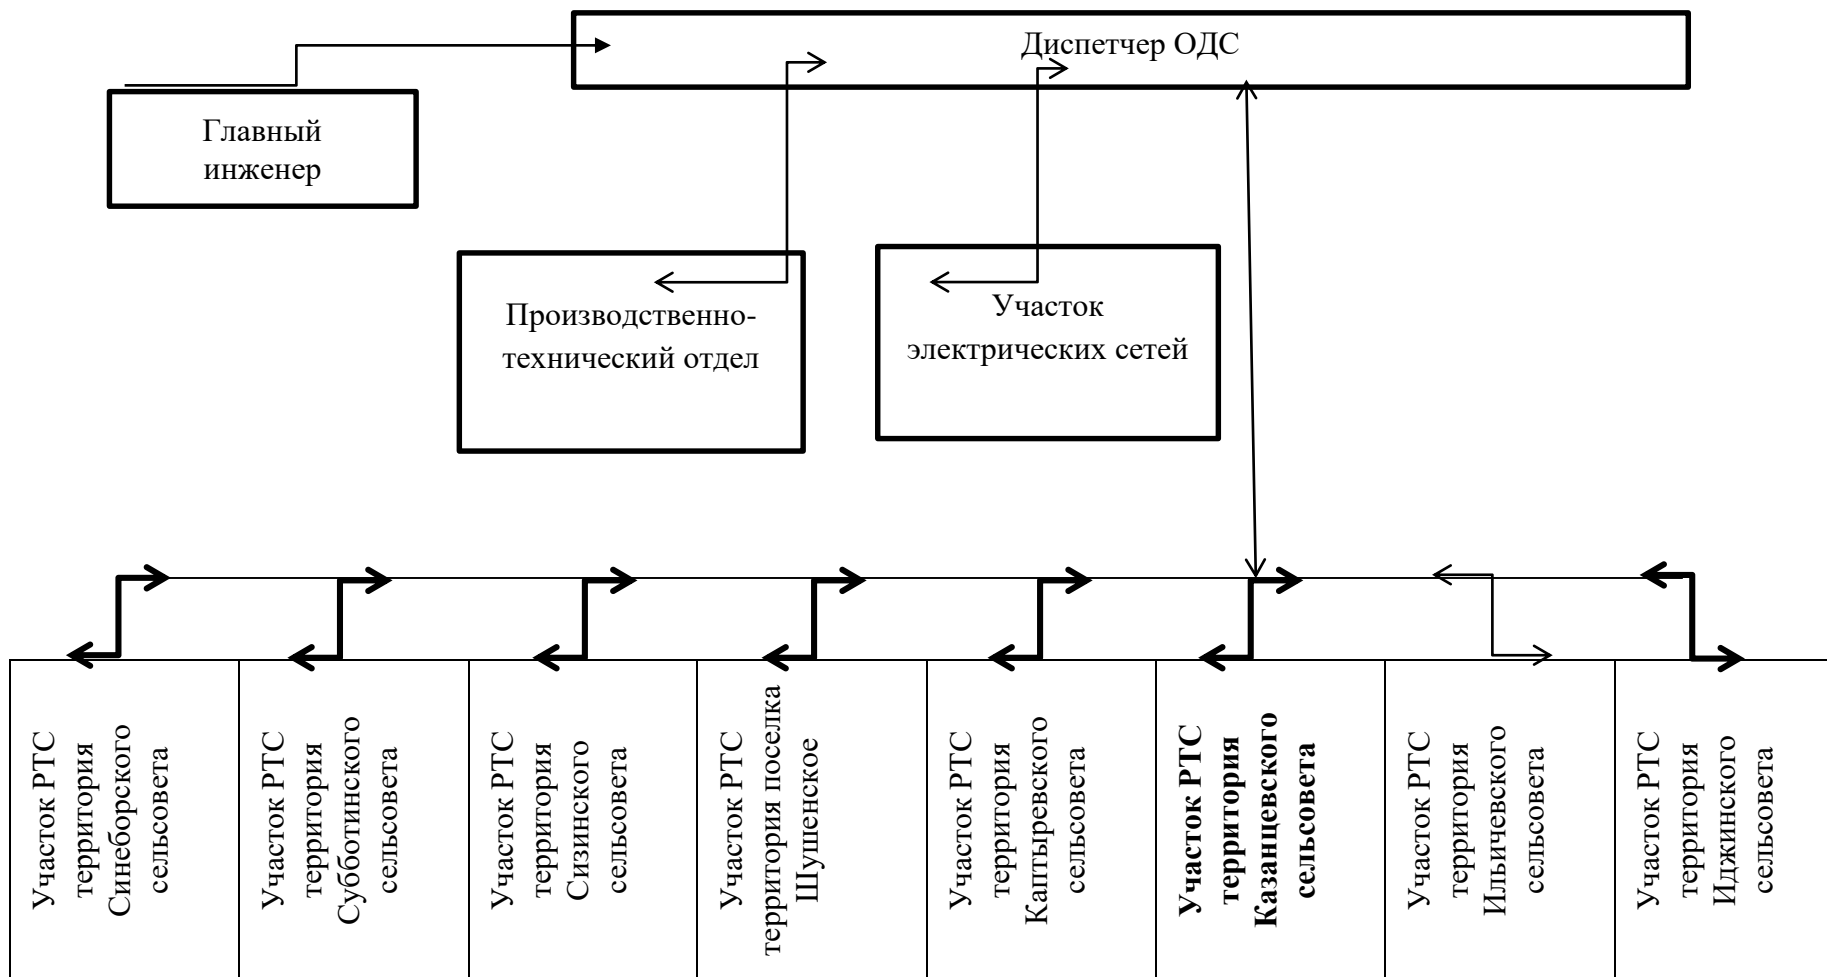 Диспетчер ОДС
Главный
инженер
Производственно-
технический отдел
Участок
электрических сетей
Участок РТС
территория
Синеборского
сельсовета
Участок РТС
территория
Субботинского
сельсовета
Участок РТС
территория
Сизинского
сельсовета
Участок РТС
территория поселка
Шушенское
Участок РТС
территория
Каптыревского
сельсовета
Участок РТС
территория
Казанцевского
сельсовета
Участок РТС
территория
Ильичевского
сельсовета
Участок РТС
территория
Иджинского
сельсовета